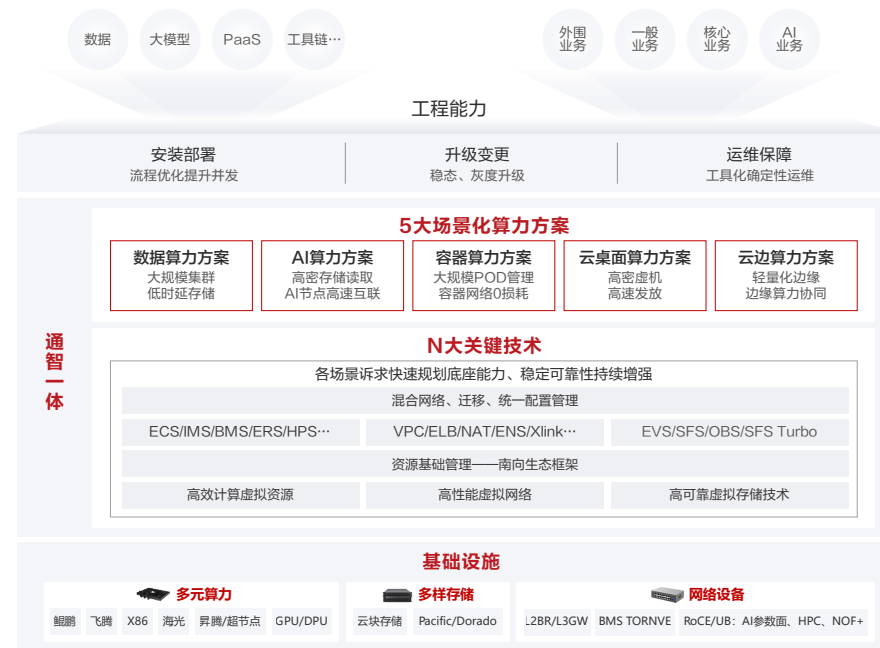 数据
大模型
PaaS
工具链…
外围
业务
一般
业务
核心
业务
AI
业务
工程能力
安装部署
流程优化提升并发
升级变更
稳态、灰度升级
运维保障
工具化确定性运维
通智一体
5大场景化算力方案
数据算力方案
大规模集群
低时延存储
AI算力方案
高密存储读取
AI节点高速互联
容器算力方案
大规模POD管理
容器网络0损耗
云桌面算力方案
高密虚机
高速发放
云边算力方案
轻量化边缘
边缘算力协同
N大关键技术
各场景诉求快速规划底座能力、稳定可靠性持续增强
混合网络、迁移、统一配置管理
ECS/IMS/BMS/ERS/HPS…
VPC/ELB/NAT/ENS/Xlink…
EVS/SFS/OBS/SFS Turbo
资源基础管理——南向生态框架
高效计算虚拟资源
高性能虚拟网络
高可靠虚拟存储技术
基础设施
多元算力
鲲鹏
飞腾
X86
海光
昇腾/超节点
GPU/DPU
多样存储
云块存储
Pacific/Dorado
网络设备
L2BR/L3GW
BMS TORNVE
RoCE/UB：AI参数面、HPC、NOF+